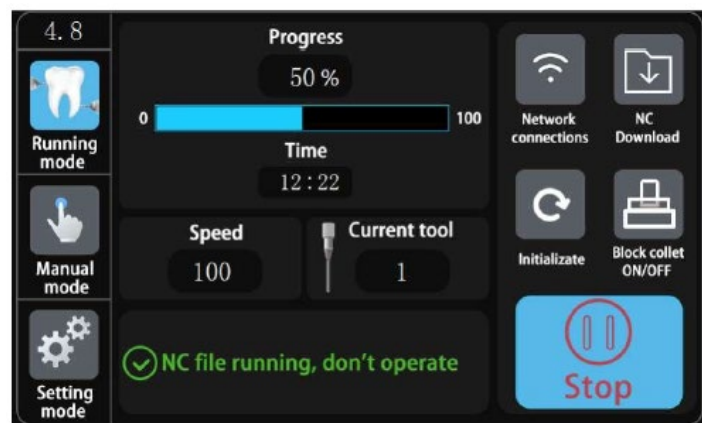 4. 8
Running
mode
Manual
mode
Setting
mode
Progress
50 %
0
100
Time
12 : 22
Speed
100
Current tool
1
NC file running, don't operate
Network
connections
NC
Download
Initializate
Block collet
ON/OFF
Stop